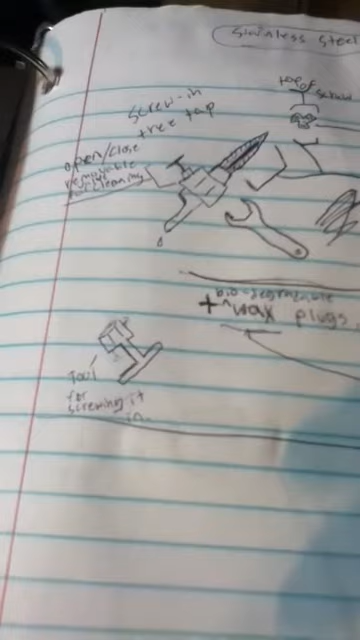 Stainless Steel
top of
screw-in
tree tap
open/close
removable
for cleaning
+ bio-degradable
wax plugs
Tool
for
screwing it
in.